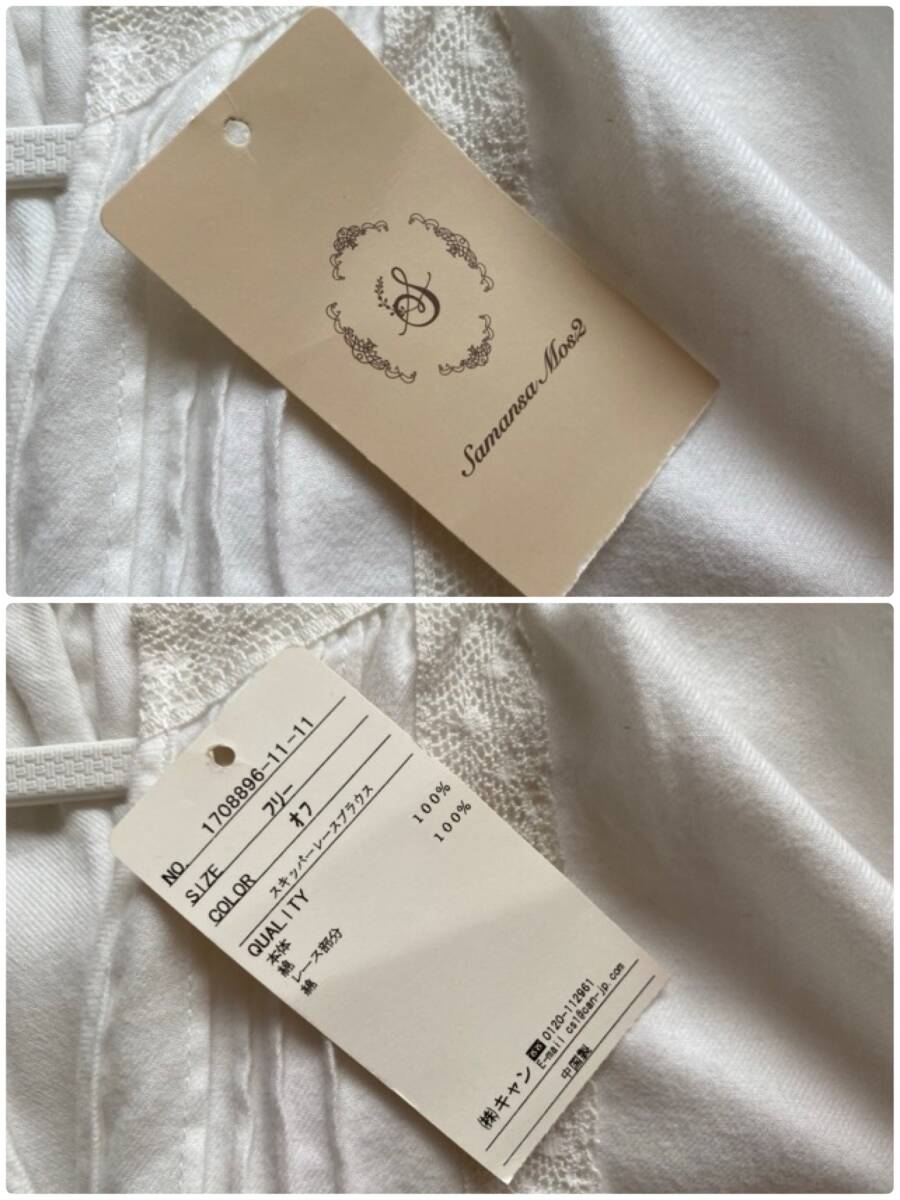 S
Samansa Mos2
NO. 1708896-11-11
SIZE フリー
COLOR オフ
スキッパーレースブラウス
QUALITY
本体
綿 100%
レース部分
綿 100%
㈱キャン 0120-112961
E-mail cs1@can-jp.com
中国製